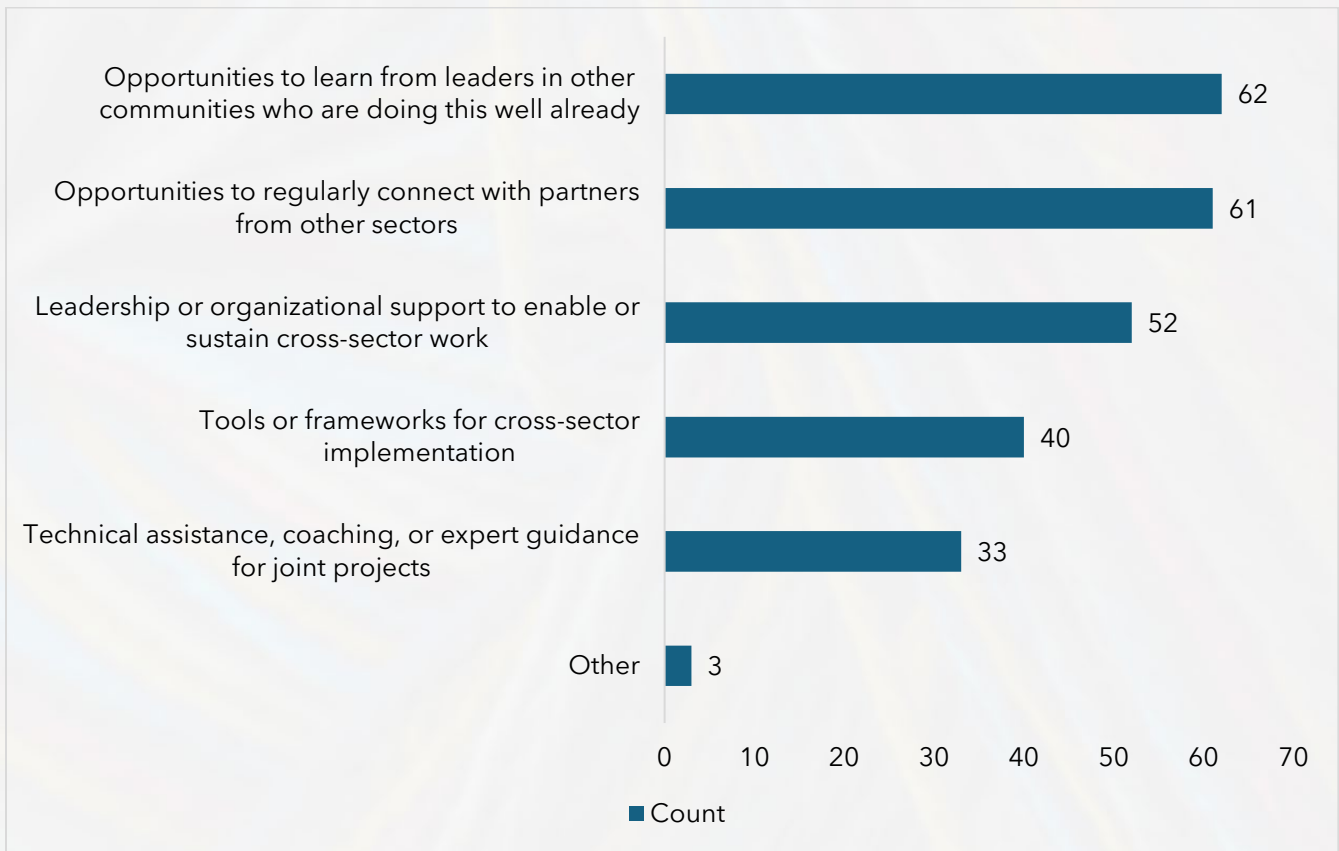 Opportunities to learn from leaders in other
communities who are doing this well already
62
Opportunities to regularly connect with partners
from other sectors
61
Leadership or organizational support to enable or
sustain cross-sector work
52
Tools or frameworks for cross-sector
implementation
40
Technical assistance, coaching, or expert guidance
for joint projects
33
Other
3
0 10 20 30 40 50 60 70
Count